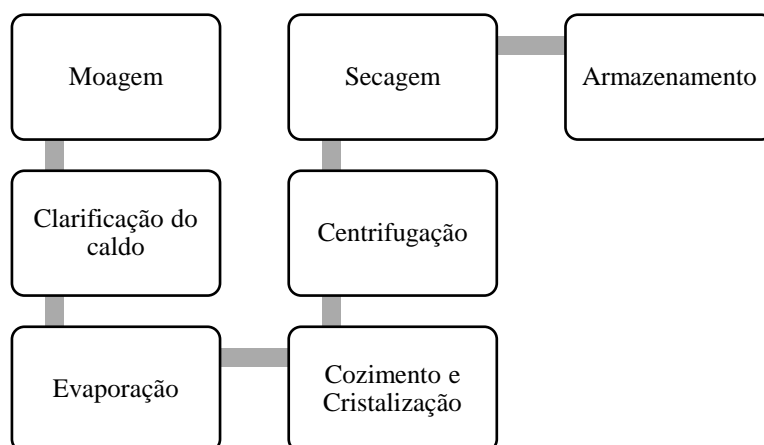 Moagem
Clarificação do
caldo
Evaporação
Cozimento e
Cristalização
Centrifugação
Secagem
Armazenamento